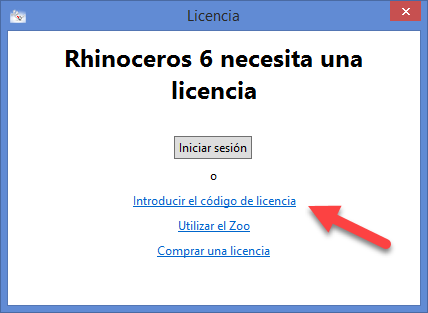 Licencia
Rhinoceros 6 necesita una
licencia
Iniciar sesión
o
Introducir el código de licencia
Utilizar el Zoo
Comprar una licencia